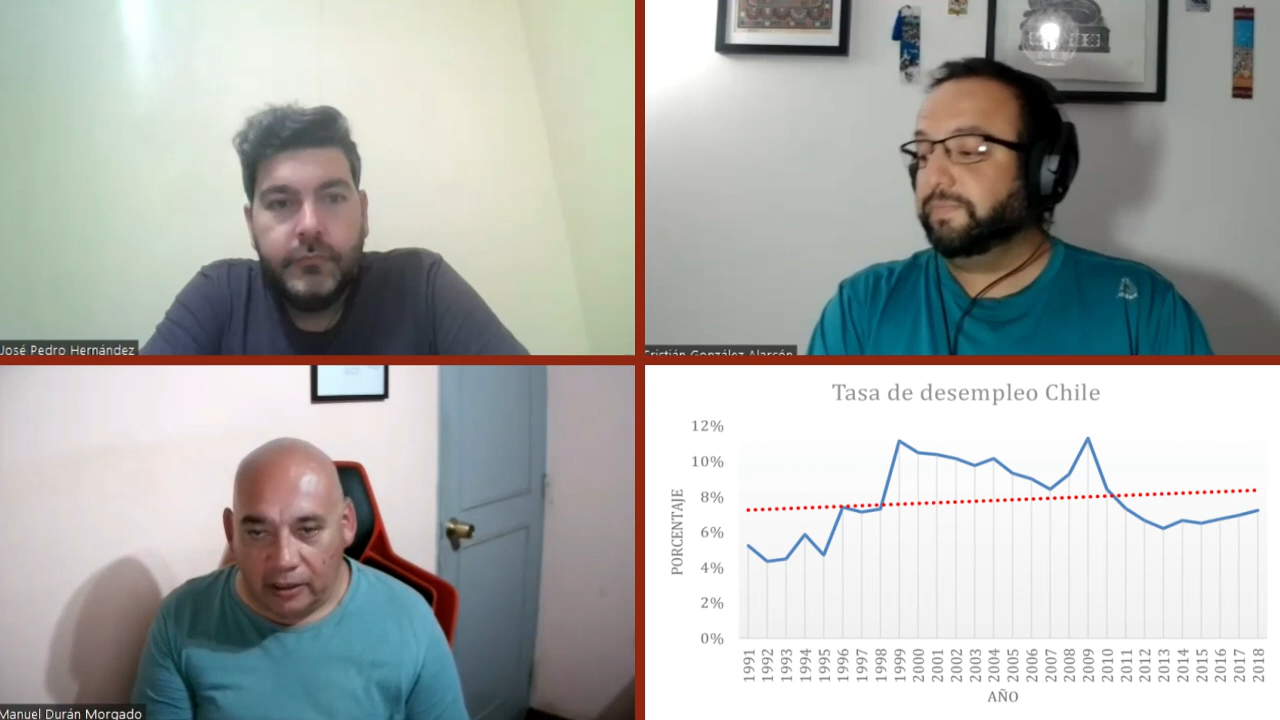 José Pedro Hernández
Cristián González Alarcón
Manuel Durán Morgado
Tasa de desempleo Chile
PORCENTAJE
12%
10%
8%
6%
4%
2%
0%
1991 1992 1993 1994 1995 1996 1997 1998 1999 2000 2001 2002 2003 2004 2005 2006 2007 2008 2009 2010 2011 2012 2013 2014 2015 2016 2017 2018
AÑO